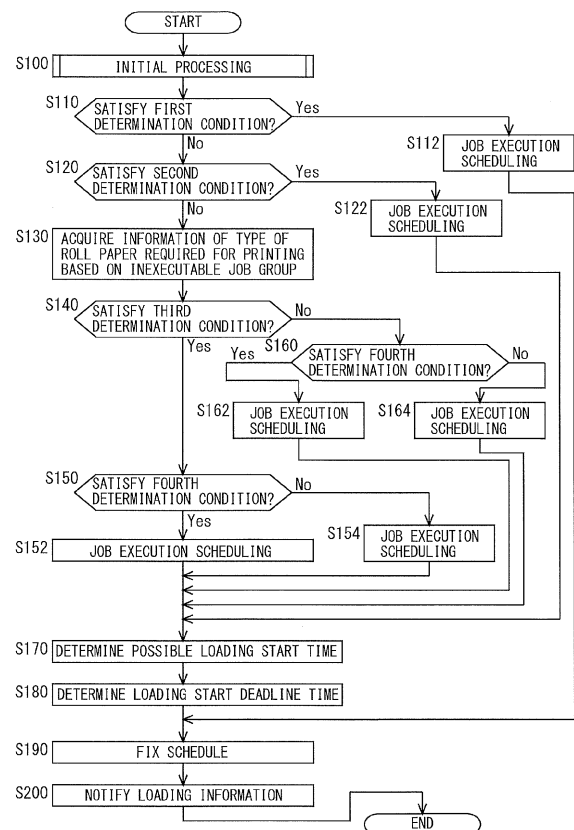 START
S100
INITIAL PROCESSING
S110
SATISFY FIRST
DETERMINATION CONDITION?
Yes
No
S112
JOB EXECUTION
SCHEDULING
S120
SATISFY SECOND
DETERMINATION CONDITION?
Yes
No
S122
JOB EXECUTION
SCHEDULING
S130
ACQUIRE INFORMATION OF TYPE OF
ROLL PAPER REQUIRED FOR PRINTING
BASED ON INEXECUTABLE JOB GROUP
S140
SATISFY THIRD
DETERMINATION CONDITION?
No
Yes
S160
SATISFY FOURTH
DETERMINATION CONDITION?
Yes
No
S162
JOB EXECUTION
SCHEDULING
S164
JOB EXECUTION
SCHEDULING
S150
SATISFY FOURTH
DETERMINATION CONDITION?
No
Yes
S152
JOB EXECUTION SCHEDULING
S154
JOB EXECUTION
SCHEDULING
S170
DETERMINE POSSIBLE LOADING START TIME
S180
DETERMINE LOADING START DEADLINE TIME
S190
FIX SCHEDULE
S200
NOTIFY LOADING INFORMATION
END